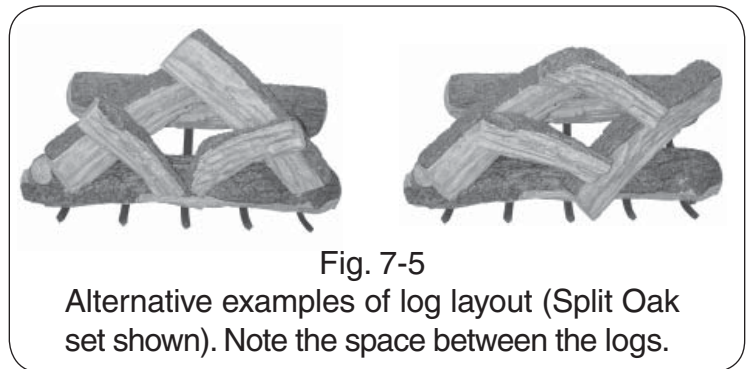 Fig. 7-5
Alternative examples of log layout (Split Oak
set shown). Note the space between the logs.